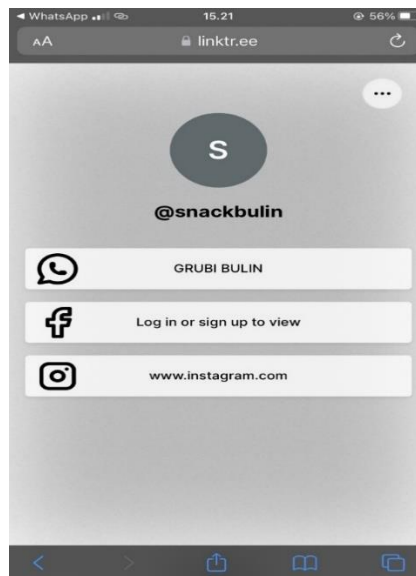 WhatsApp
15.21
56%
AA
linktr.ee
S
@snackbulin
GRUBI BULIN
Log in or sign up to view
www.instagram.com